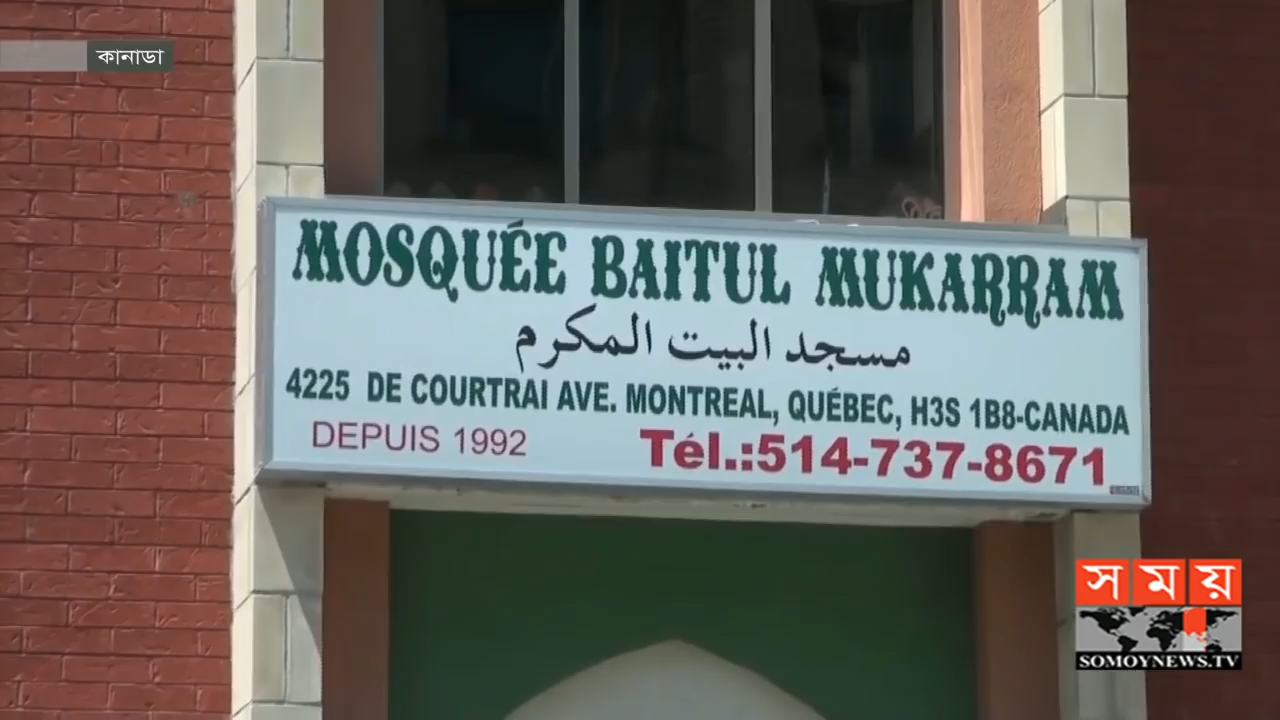 কানাডা
MOSQUÉE BAITUL MUKARRAM
مسجد البيت المكرم
4225 DE COURTRAI AVE. MONTREAL, QUÉBEC, H3S 1B8-CANADA
DEPUIS 1992 Tél.:514-737-8671
সময়
SOMOYNEWS.TV